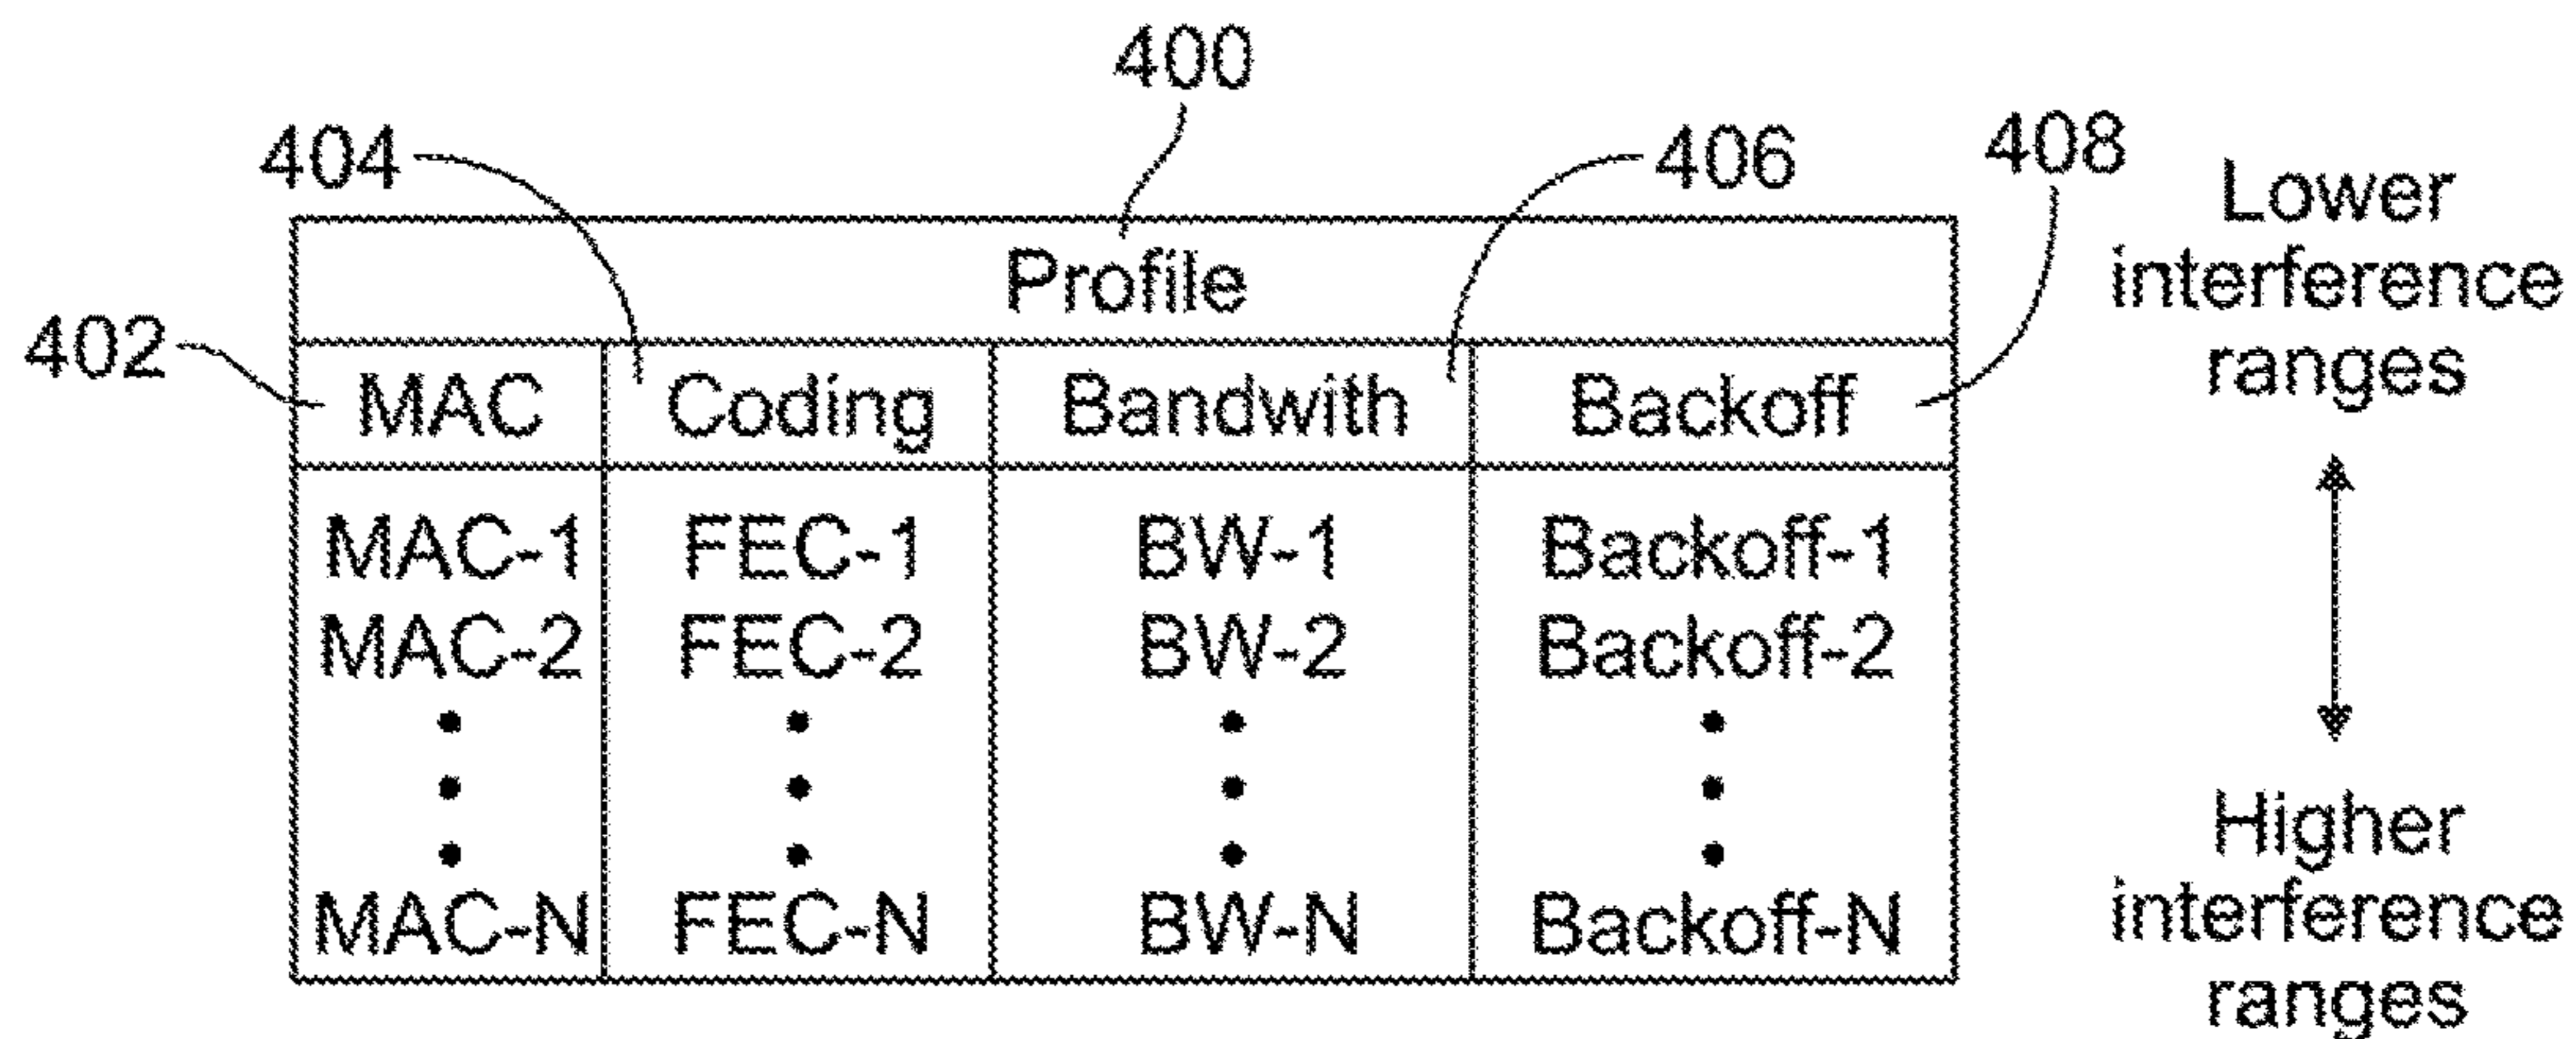 400
404
406
408
Profile
402
MAC Coding Bandwith Backoff
MAC-1 FEC-1 BW-1 Backoff-1
MAC-2 FEC-2 BW-2 Backoff-2
MAC-N FEC-N BW-N Backoff-N
Lower
interference
ranges
Higher
interference
ranges